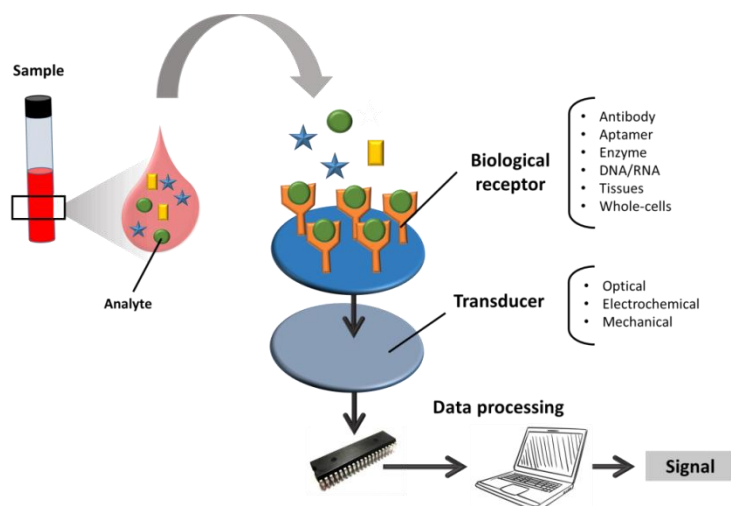 Sample
Analyte
Biological
receptor
• Antibody
• Aptamer
• Enzyme
• DNA/RNA
• Tissues
• Whole-cells
Transducer
• Optical
• Electrochemical
• Mechanical
Data processing
Signal